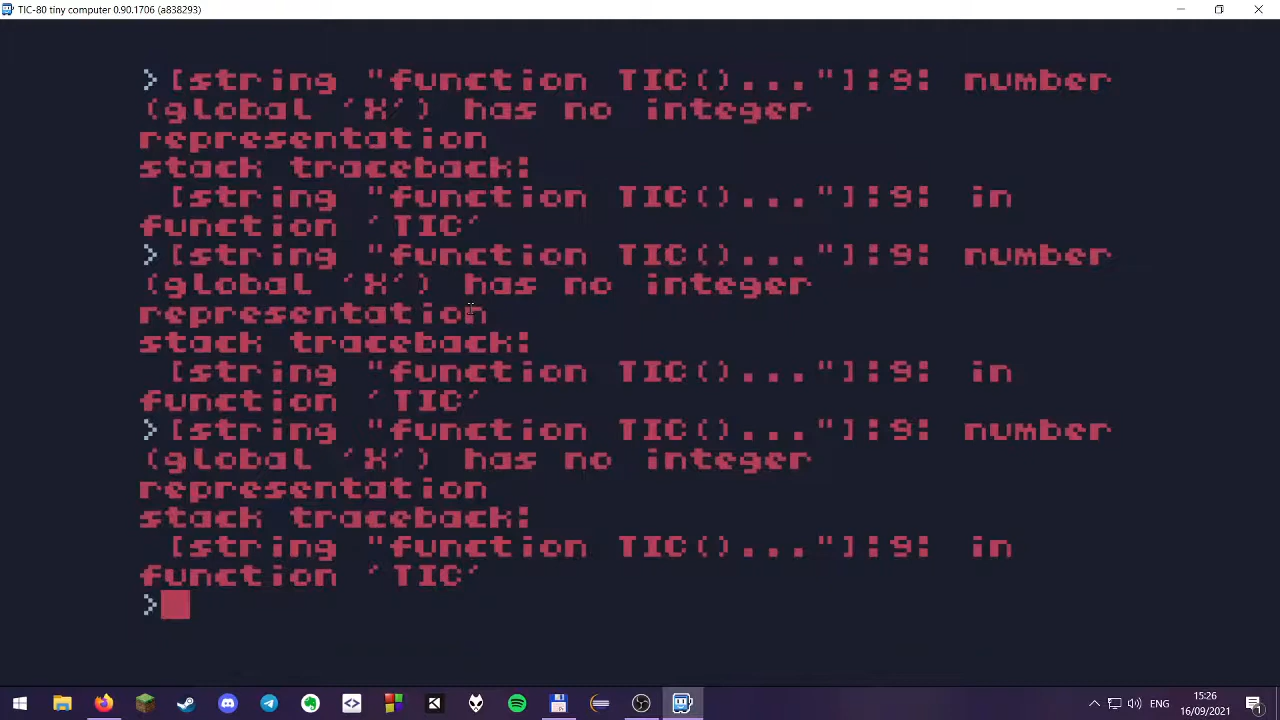 TIC-80 tiny computer 0.90.1706 (a838293)
>[string "function TIC()..."]:9: number
(global 'X') has no integer
representation
stack traceback:
[string "function TIC()..."]:9: in
function 'TIC'
>[string "function TIC()..."]:9: number
(global 'X') has no integer
representation
stack traceback:
[string "function TIC()..."]:9: in
function 'TIC'
>[string "function TIC()..."]:9: number
(global 'X') has no integer
representation
stack traceback:
[string "function TIC()..."]:9: in
function 'TIC'
>
ENG
15:26
16/09/2021
1